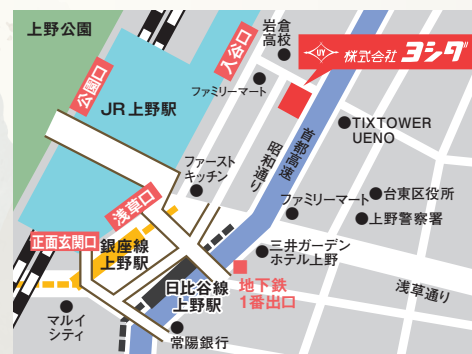 上野公園
公園口
JR上野駅
入谷口
岩倉
高校
UY
株式会社ヨシダ
ファミリーマート
首都高速
昭和通り
TIXTOWER
UENO
ファースト
キッチン
浅草口
正面玄関口
銀座線
上野駅
ファミリーマート
台東区役所
上野警察署
三井ガーデン
ホテル上野
日比谷線
上野駅
地下鉄
1番出口
浅草通り
マルイ
シティ
常陽銀行